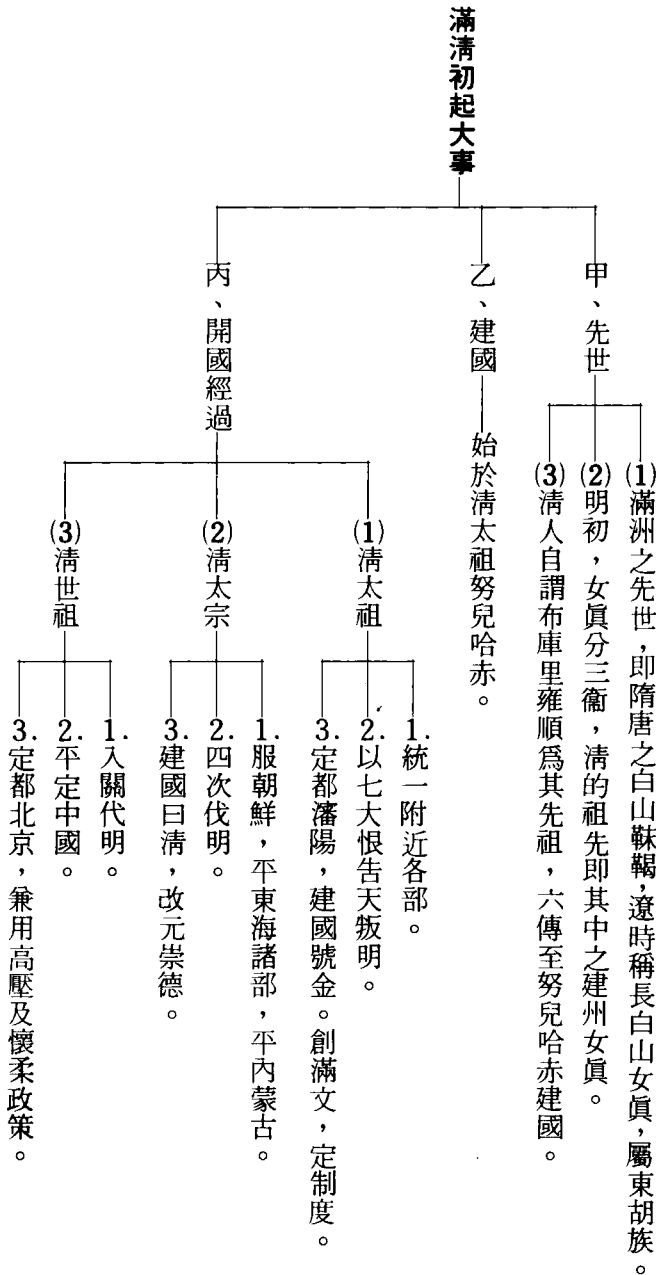 滿淸初起大事
甲、先世
(1)滿洲之先世，即隋唐之白山靺鞨，遼時稱長白山女眞，屬東胡族。
(2)明初，女眞分三衞，淸的祖先即其中之建州女眞。
(3)淸人自謂布庫里雍順爲其先祖，六傳至努兒哈赤建國。
乙、建國
始於淸太祖努兒哈赤。
丙、開國經過
(1)淸太祖
1.統一附近各部。
2.以七大恨告天叛明。
3.定都瀋陽，建國號金。創滿文，定制度。
(2)淸太宗
1.服朝鮮，平東海諸部，平內蒙古。
2.四次伐明。
3.建國曰淸，改元崇德。
(3)淸世祖
1.入關代明。
2.平定中國。
3.定都北京，兼用高壓及懷柔政策。